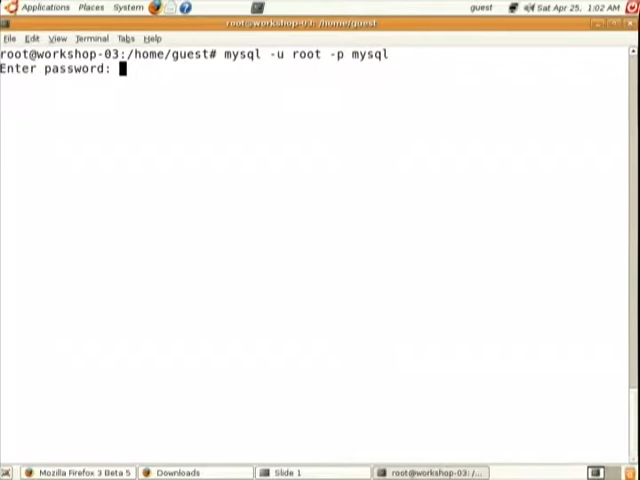 Applications Places System guest Sat Apr 25, 1:02 AM
root@workshop-03: /home/guest
File Edit View Terminal Tabs Help
root@workshop-03:/home/guest# mysql -u root -p mysql
Enter password:
Mozilla Firefox 3 Beta 5 Downloads Slide 1 root@workshop-03: /...